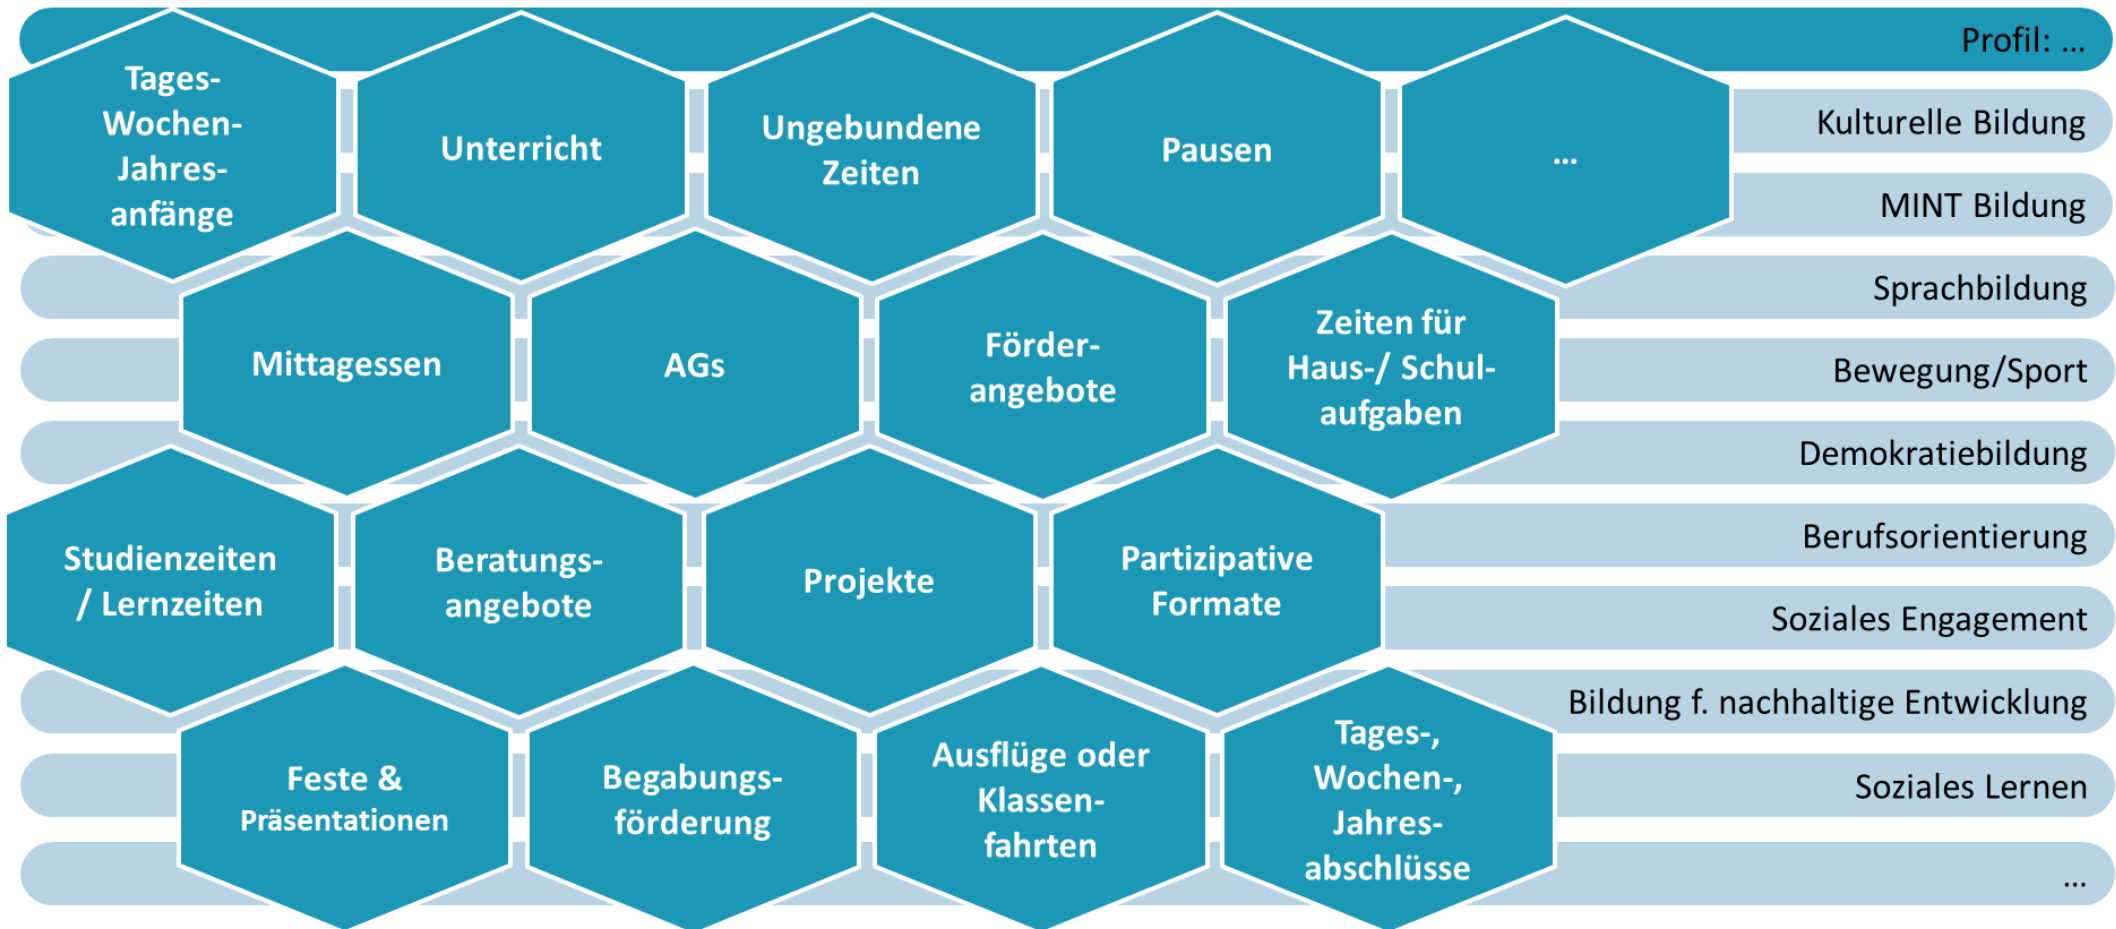 Profil: ...
Tages-
Wochen-
Jahres-
anfänge
Unterricht
Ungebundene
Zeiten
Pausen
...
Kulturelle Bildung
MINT Bildung
Sprachbildung
Mittagessen
AGs
Förder-
angebote
Zeiten für
Haus-/ Schul-
aufgaben
Bewegung/Sport
Demokratiebildung
Studienzeiten
/ Lernzeiten
Beratungs-
angebote
Projekte
Partizipative
Formate
Berufsorientierung
Soziales Engagement
Bildung f. nachhaltige Entwicklung
Feste &
Präsentationen
Begabungs-
förderung
Ausflüge oder
Klassen-
fahrten
Tages-,
Wochen-,
Jahres-
abschlüsse
Soziales Lernen
...